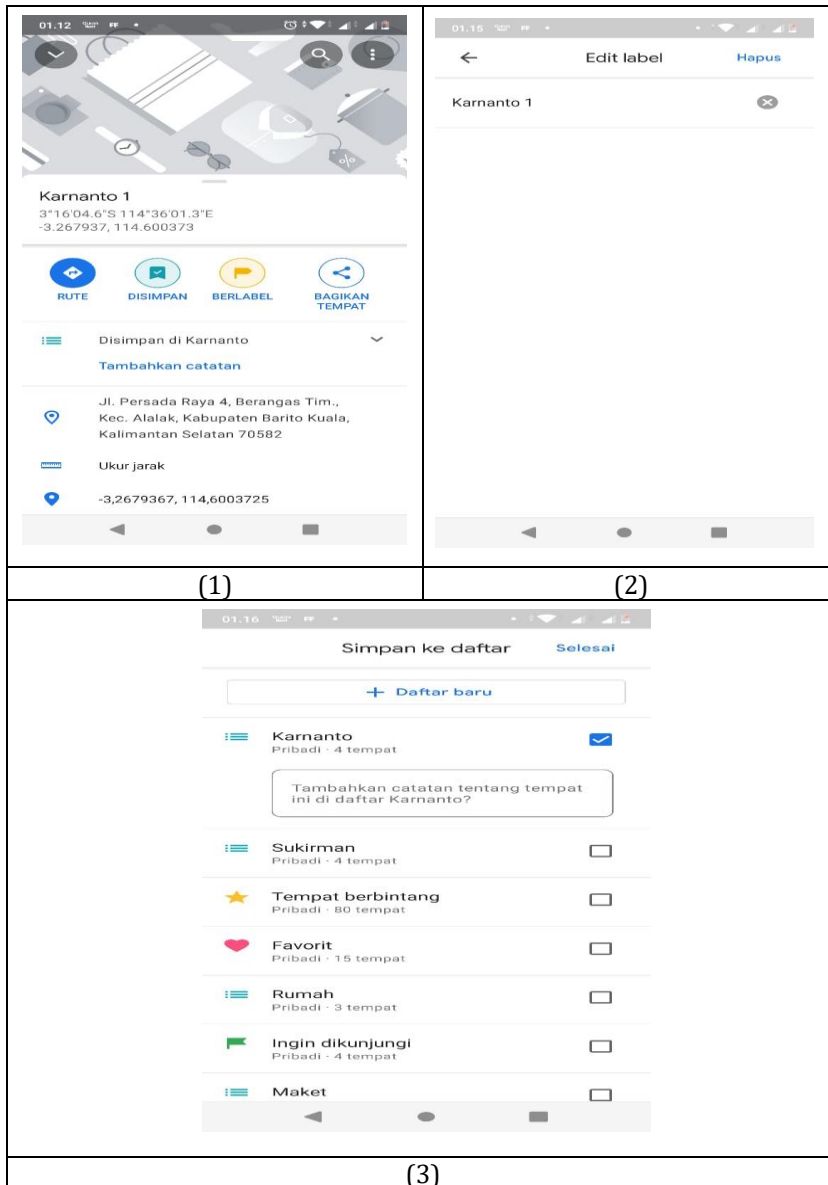 01.12
Karnanto 1
3°16'04.6"S 114°36'01.3"E
-3.267937, 114.600373
RUTE
DISIMPAN
BERLABEL
BAGIKAN
TEMPAT
Disimpan di Karnanto
Tambahkan catatan
Jl. Persada Raya 4, Berangas Tim.,
Kec. Alalak, Kabupaten Barito Kuala,
Kalimantan Selatan 70582
Ukur jarak
-3,2679367, 114,6003725
(1)
01.15
Edit label Hapus
Karnanto 1
(2)
01.16
Simpan ke daftar Selesai
+ Daftar baru
Karnanto
Pribadi · 4 tempat
Tambahkan catatan tentang tempat
ini di daftar Karnanto?
Sukirman
Pribadi · 4 tempat
Tempat berbintang
Pribadi · 80 tempat
Favorit
Pribadi · 15 tempat
Rumah
Pribadi · 3 tempat
Ingin dikunjungi
Pribadi · 4 tempat
Maket
(3)